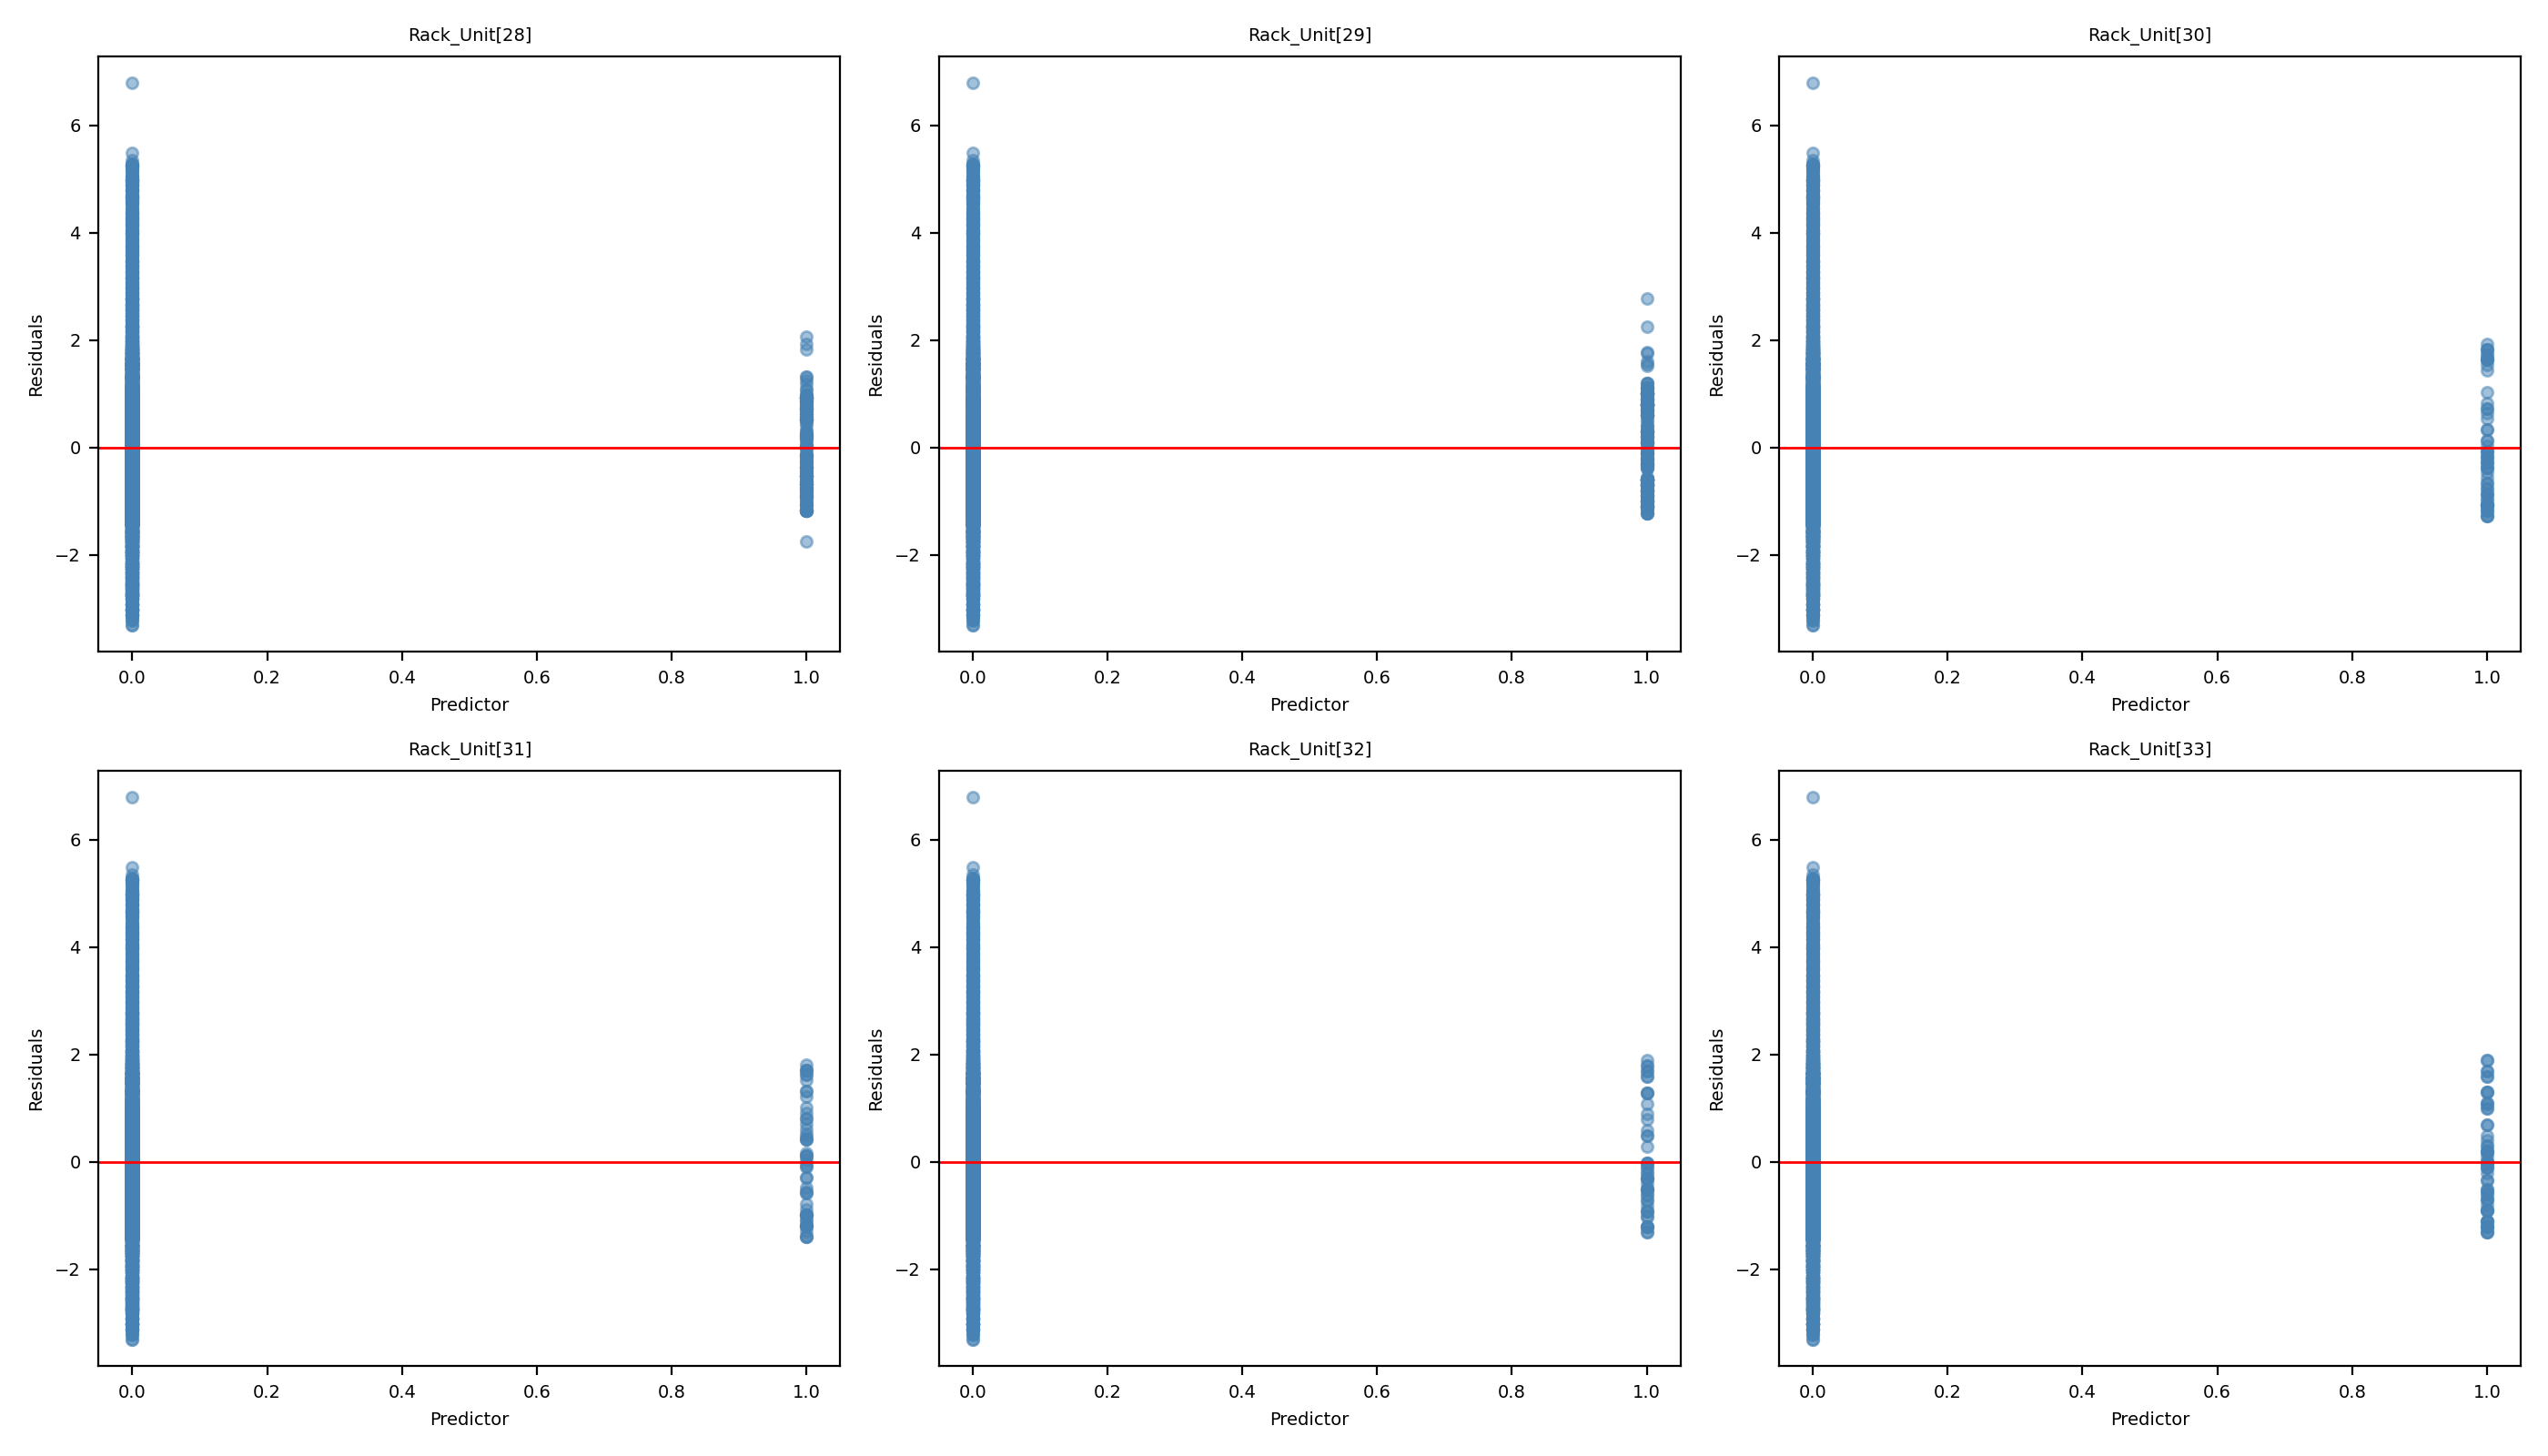 Rack_Unit[28]
Residuals
6
4
2
0
−2
0.0 0.2 0.4 0.6 0.8 1.0
Predictor
Rack_Unit[29]
Residuals
6
4
2
0
−2
0.0 0.2 0.4 0.6 0.8 1.0
Predictor
Rack_Unit[30]
Residuals
6
4
2
0
−2
0.0 0.2 0.4 0.6 0.8 1.0
Predictor
Rack_Unit[31]
Residuals
6
4
2
0
−2
0.0 0.2 0.4 0.6 0.8 1.0
Predictor
Rack_Unit[32]
Residuals
6
4
2
0
−2
0.0 0.2 0.4 0.6 0.8 1.0
Predictor
Rack_Unit[33]
Residuals
6
4
2
0
−2
0.0 0.2 0.4 0.6 0.8 1.0
Predictor